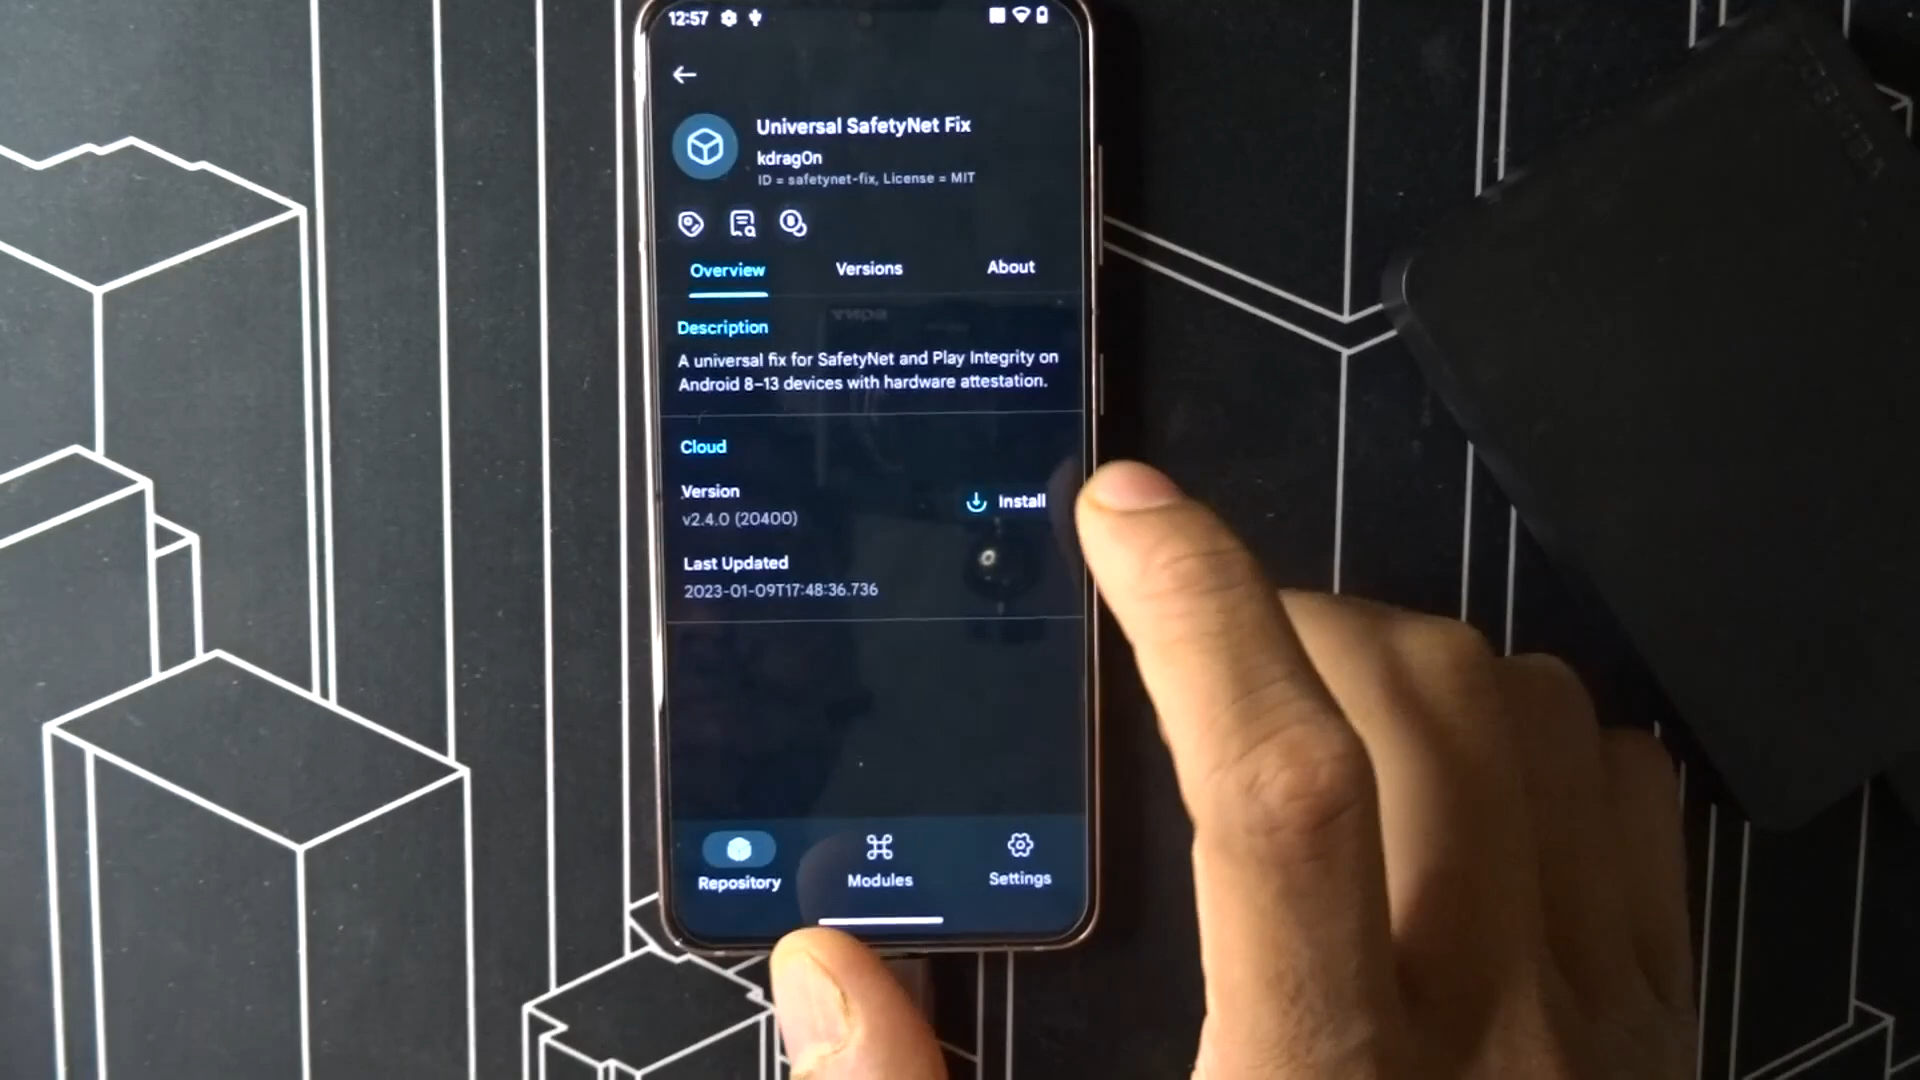 12:57
Universal SafetyNet Fix
kdrag0n
ID = safetynet-fix, License = MIT
Overview
Versions
About
Description
A universal fix for SafetyNet and Play Integrity on
Android 8–13 devices with hardware attestation.
Cloud
Version
v2.4.0 (20400)
Install
Last Updated
2023-01-09T17:48:36.736
Repository
Modules
Settings